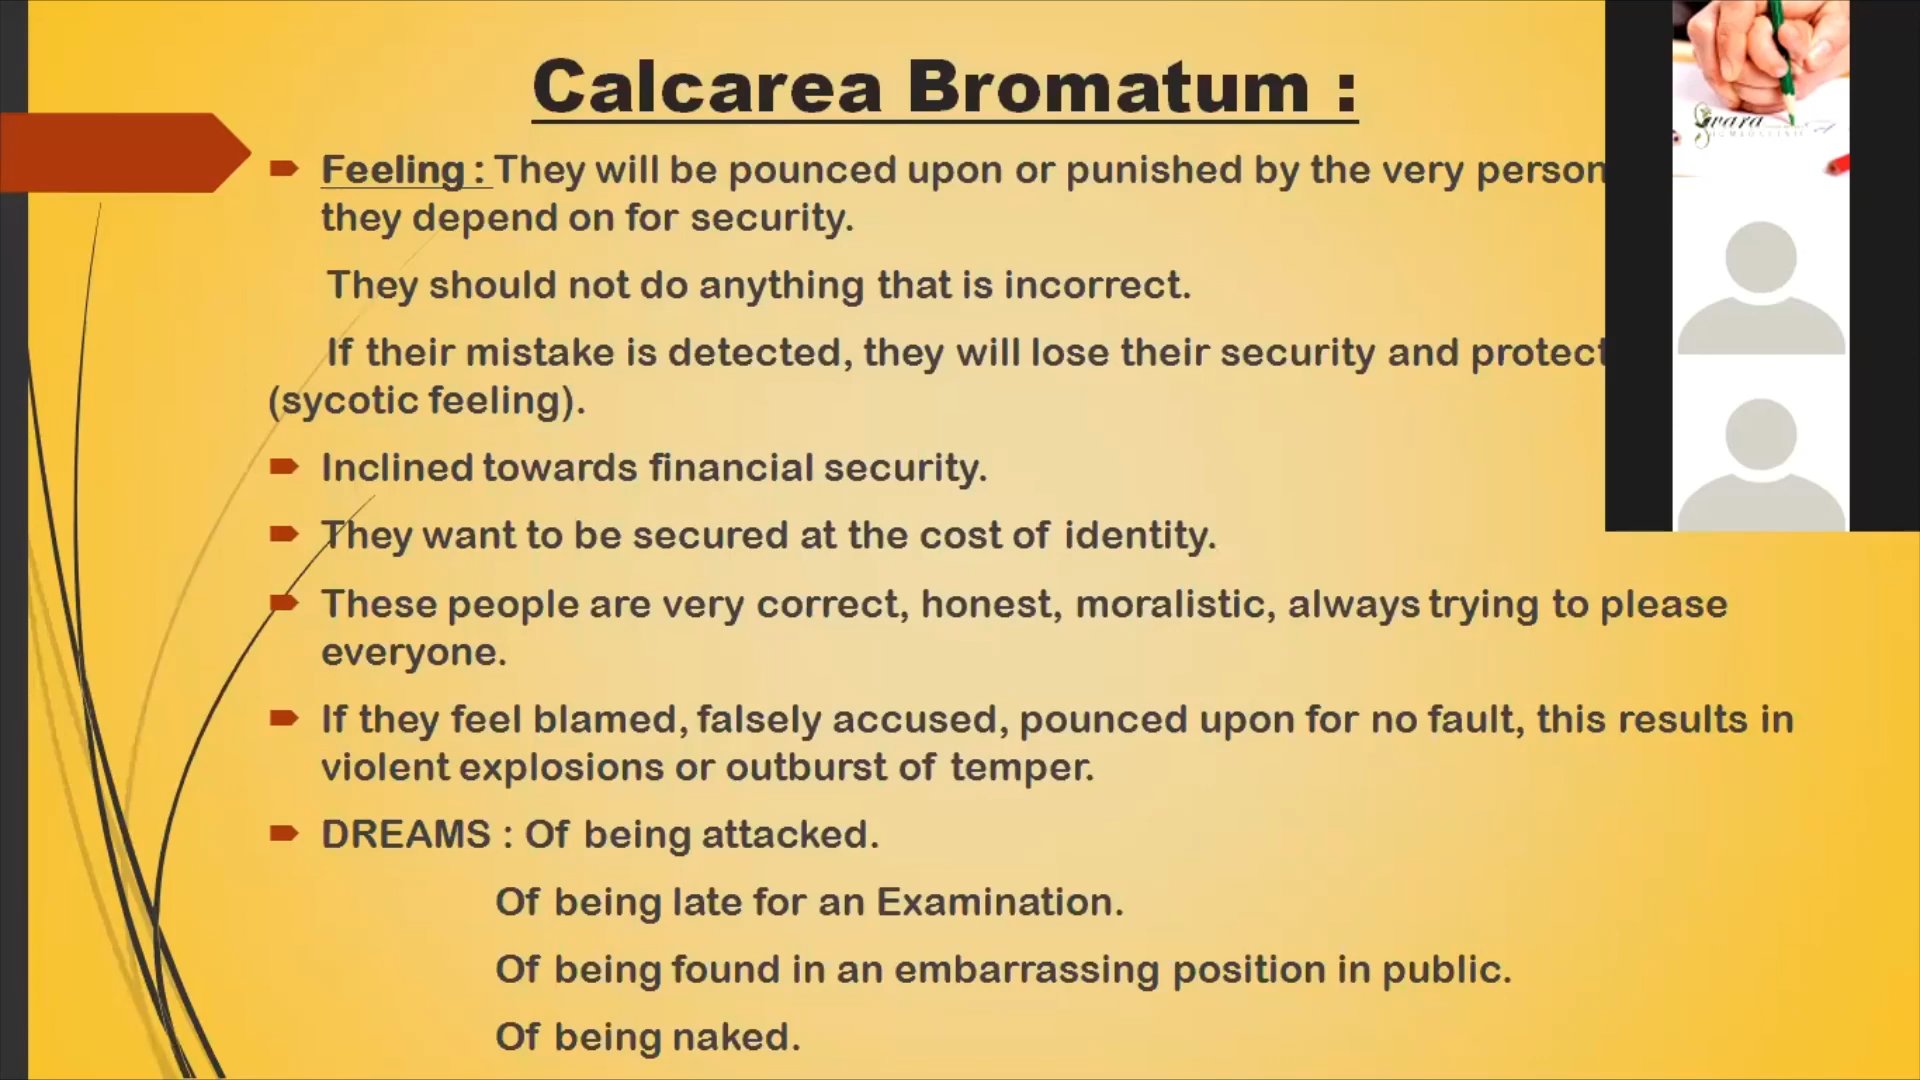 Calcarea Bromatum :
Feeling : They will be pounced upon or punished by the very person
they depend on for security.
They should not do anything that is incorrect.
If their mistake is detected, they will lose their security and protect
(sycotic feeling).
Inclined towards financial security.
They want to be secured at the cost of identity.
These people are very correct, honest, moralistic, always trying to please
everyone.
If they feel blamed, falsely accused, pounced upon for no fault, this results in
violent explosions or outburst of temper.
DREAMS : Of being attacked.
Of being late for an Examination.
Of being found in an embarrassing position in public.
Of being naked.
Swara